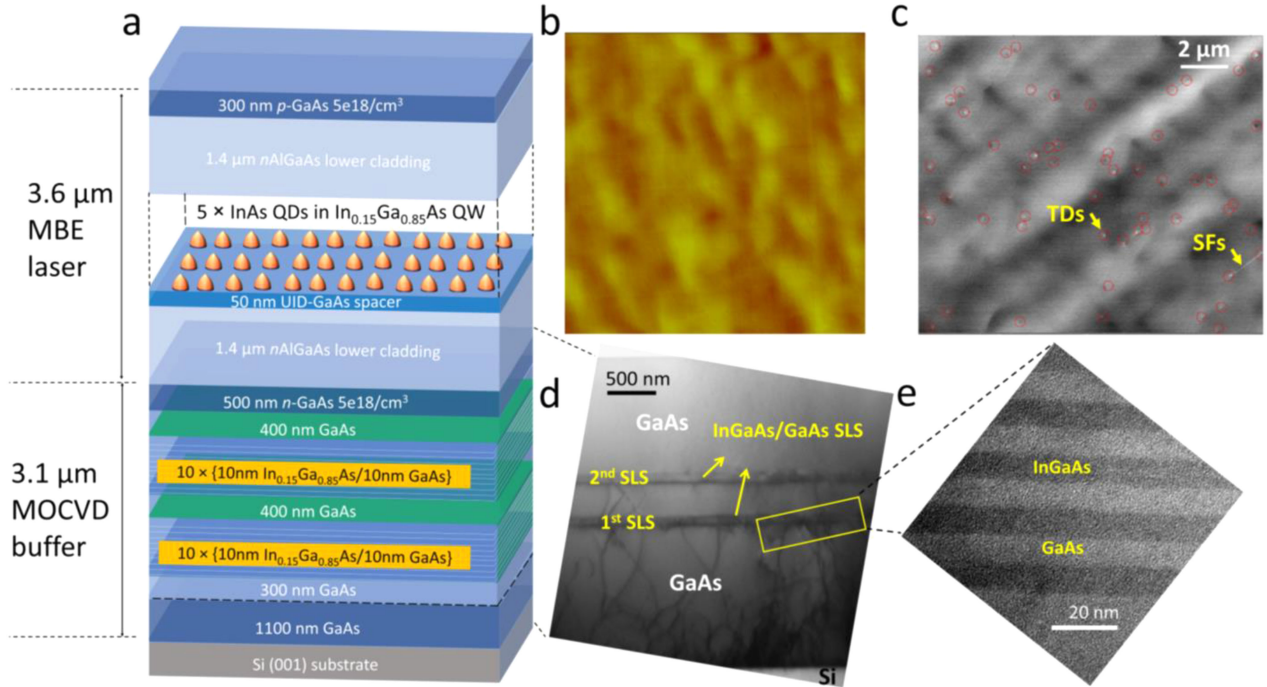 a
300 nm p-GaAs 5e18/cm³
1.4 μm nAlGaAs lower cladding
3.6 μm
MBE
laser
5 × InAs QDs in In₀.₁₅Ga₀.₈₅As QW
50 nm UID-GaAs spacer
1.4 μm nAlGaAs lower cladding
500 nm n-GaAs 5e18/cm³
400 nm GaAs
3.1 μm
MOCVD
buffer
10 × {10nm In₀.₁₅Ga₀.₈₅As/10nm GaAs}
400 nm GaAs
10 × {10nm In₀.₁₅Ga₀.₈₅As/10nm GaAs}
300 nm GaAs
1100 nm GaAs
Si (001) substrate
b
c
2 μm
TDs
SFs
d
500 nm
GaAs
InGaAs/GaAs SLS
2nd SLS
1st SLS
GaAs
Si
e
InGaAs
GaAs
20 nm